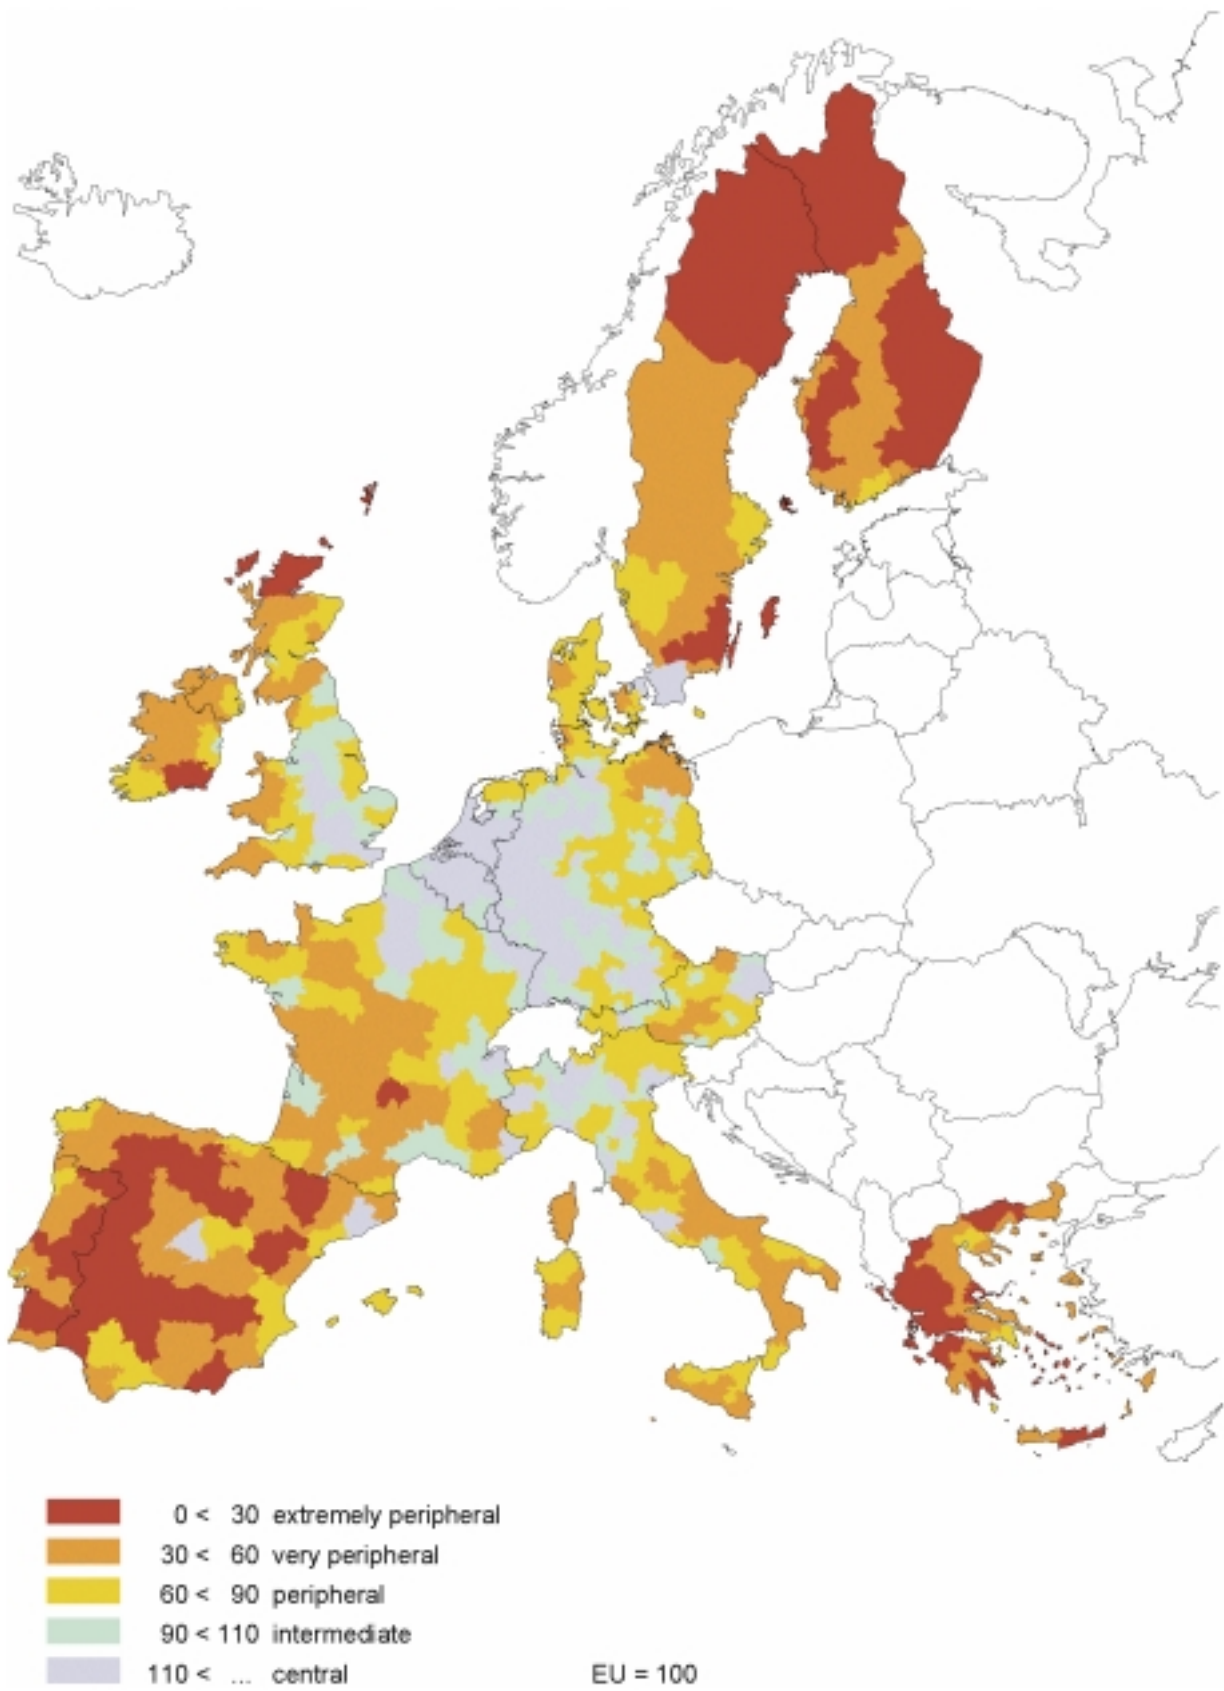 0 < 30 extremely peripheral
30 < 60 very peripheral
60 < 90 peripheral
90 < 110 intermediate
110 < ... central
EU = 100